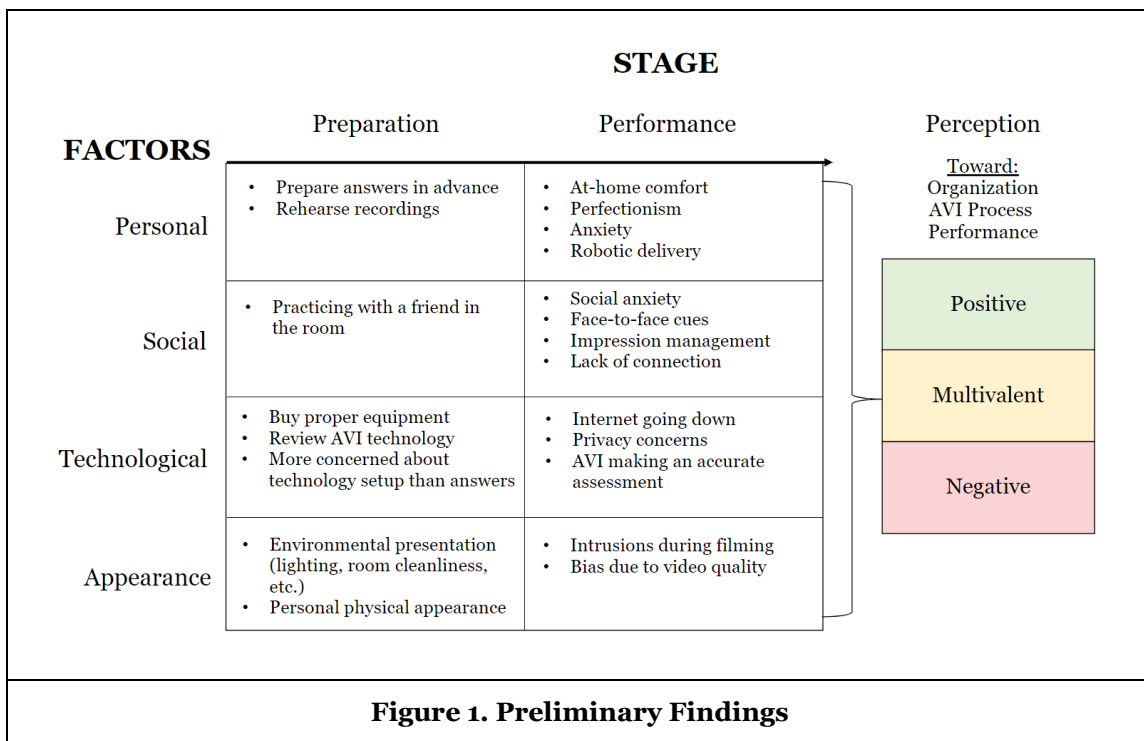 STAGE
Preparation
Performance
Perception
FACTORS
Toward:
Organization
AVI Process
Performance
Personal
• Prepare answers in advance
• Rehearse recordings
• At-home comfort
• Perfectionism
• Anxiety
• Robotic delivery
Social
• Practicing with a friend in
the room
• Social anxiety
• Face-to-face cues
• Impression management
• Lack of connection
Technological
• Buy proper equipment
• Review AVI technology
• More concerned about
technology setup than answers
• Internet going down
• Privacy concerns
• AVI making an accurate
assessment
Appearance
• Environmental presentation
(lighting, room cleanliness,
etc.)
• Personal physical appearance
• Intrusions during filming
• Bias due to video quality
Positive
Multivalent
Negative
Figure 1. Preliminary Findings